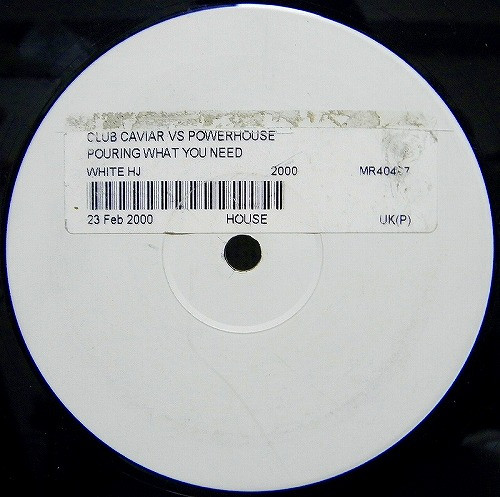 CLUB CAVIAR VS POWERHOUSE
POURING WHAT YOU NEED
WHITE HJ 2000
23 Feb 2000 HOUSE UK(P)